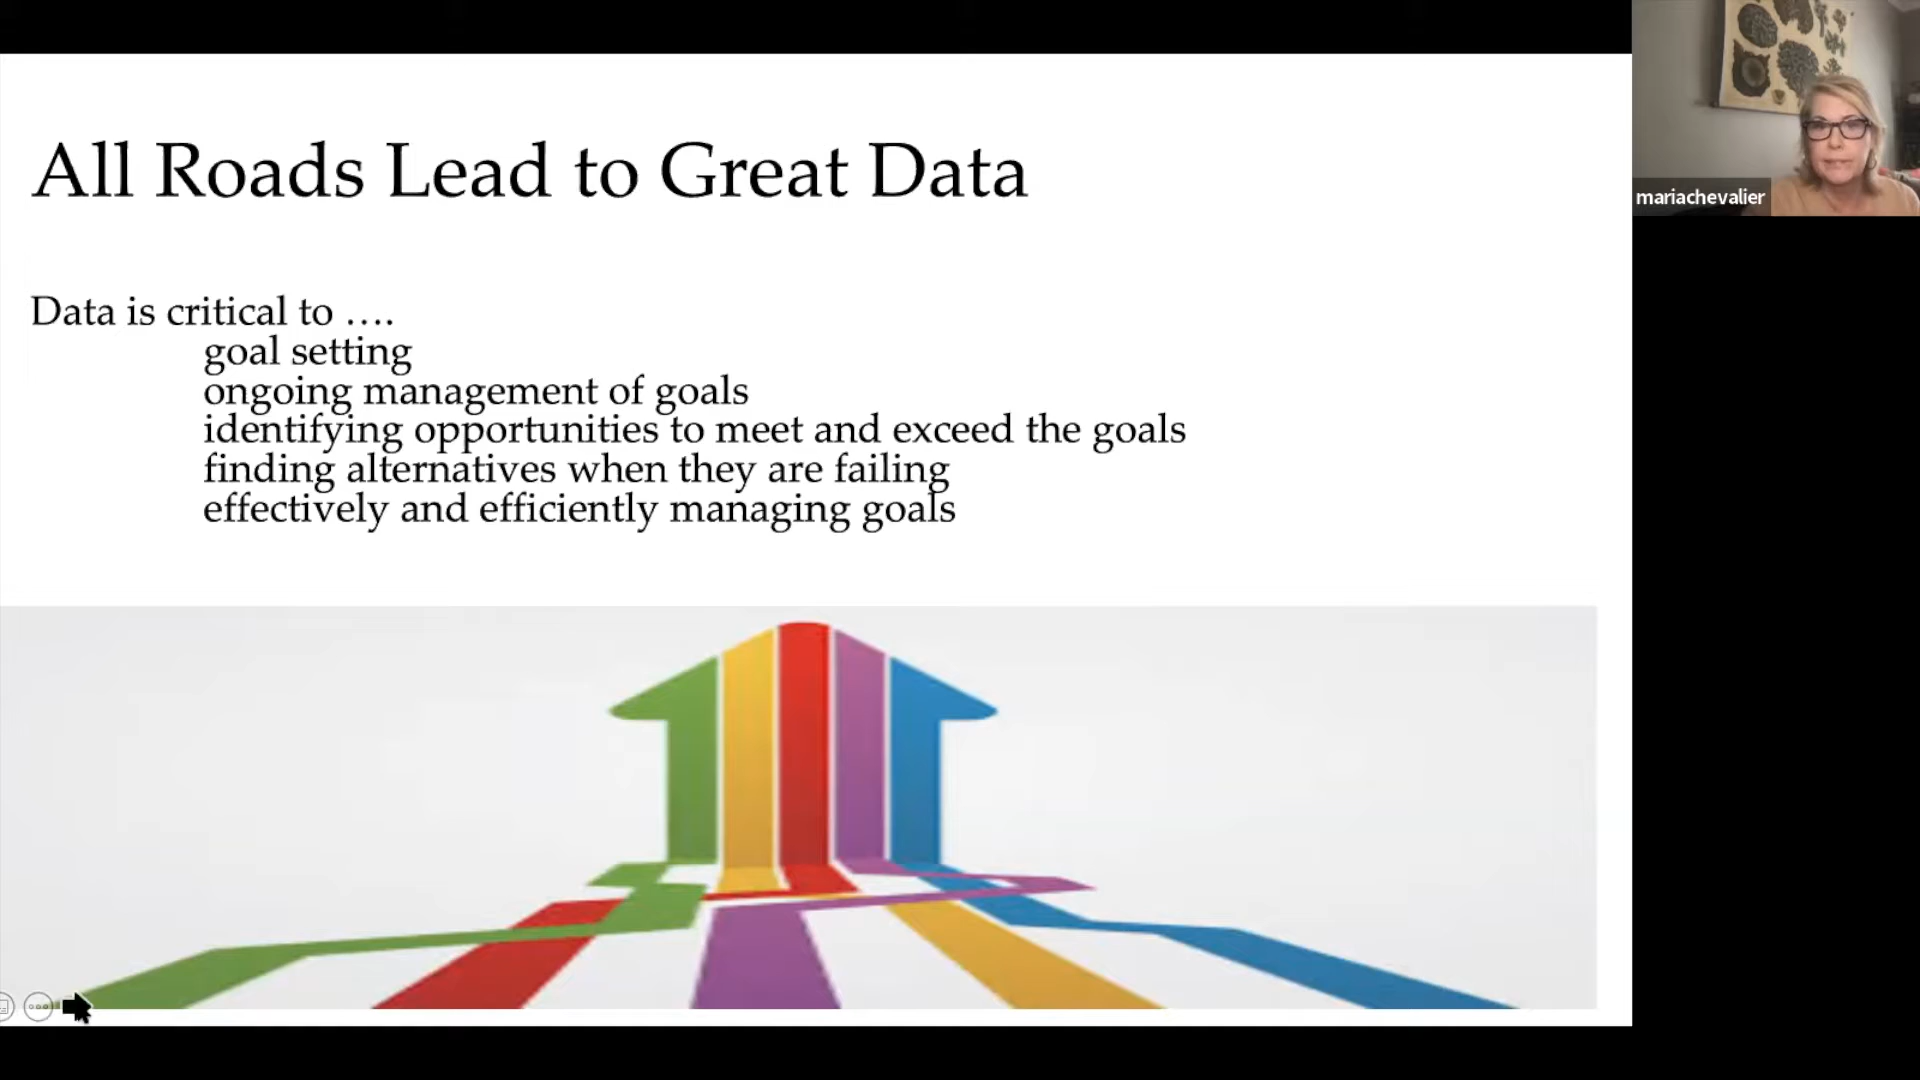 All Roads Lead to Great Data
Data is critical to ....
goal setting
ongoing management of goals
identifying opportunities to meet and exceed the goals
finding alternatives when they are failing
effectively and efficiently managing goals
mariachevalier